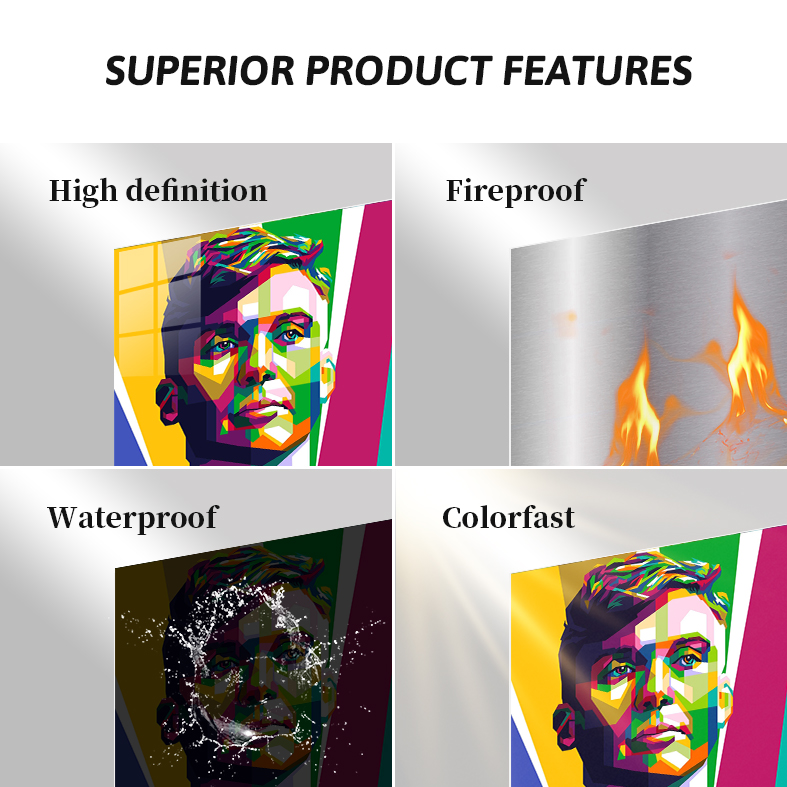 SUPERIOR PRODUCT FEATURES
High definition
Fireproof
Waterproof
Colorfast